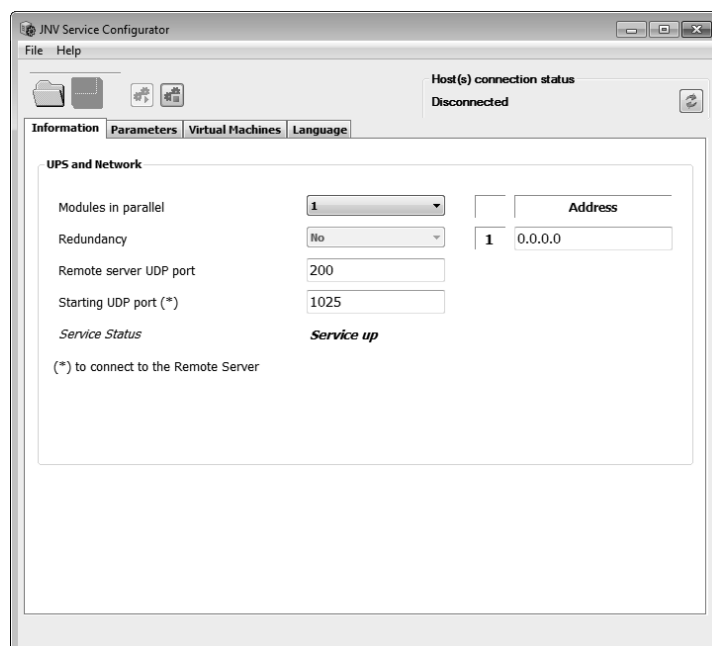 JNV Service Configurator
File Help
Host(s) connection status
Disconnected
Information Parameters Virtual Machines Language
UPS and Network
Modules in parallel 1 Address
Redundancy No 1 0.0.0.0
Remote server UDP port 200
Starting UDP port (*) 1025
Service Status Service up
(*) to connect to the Remote Server